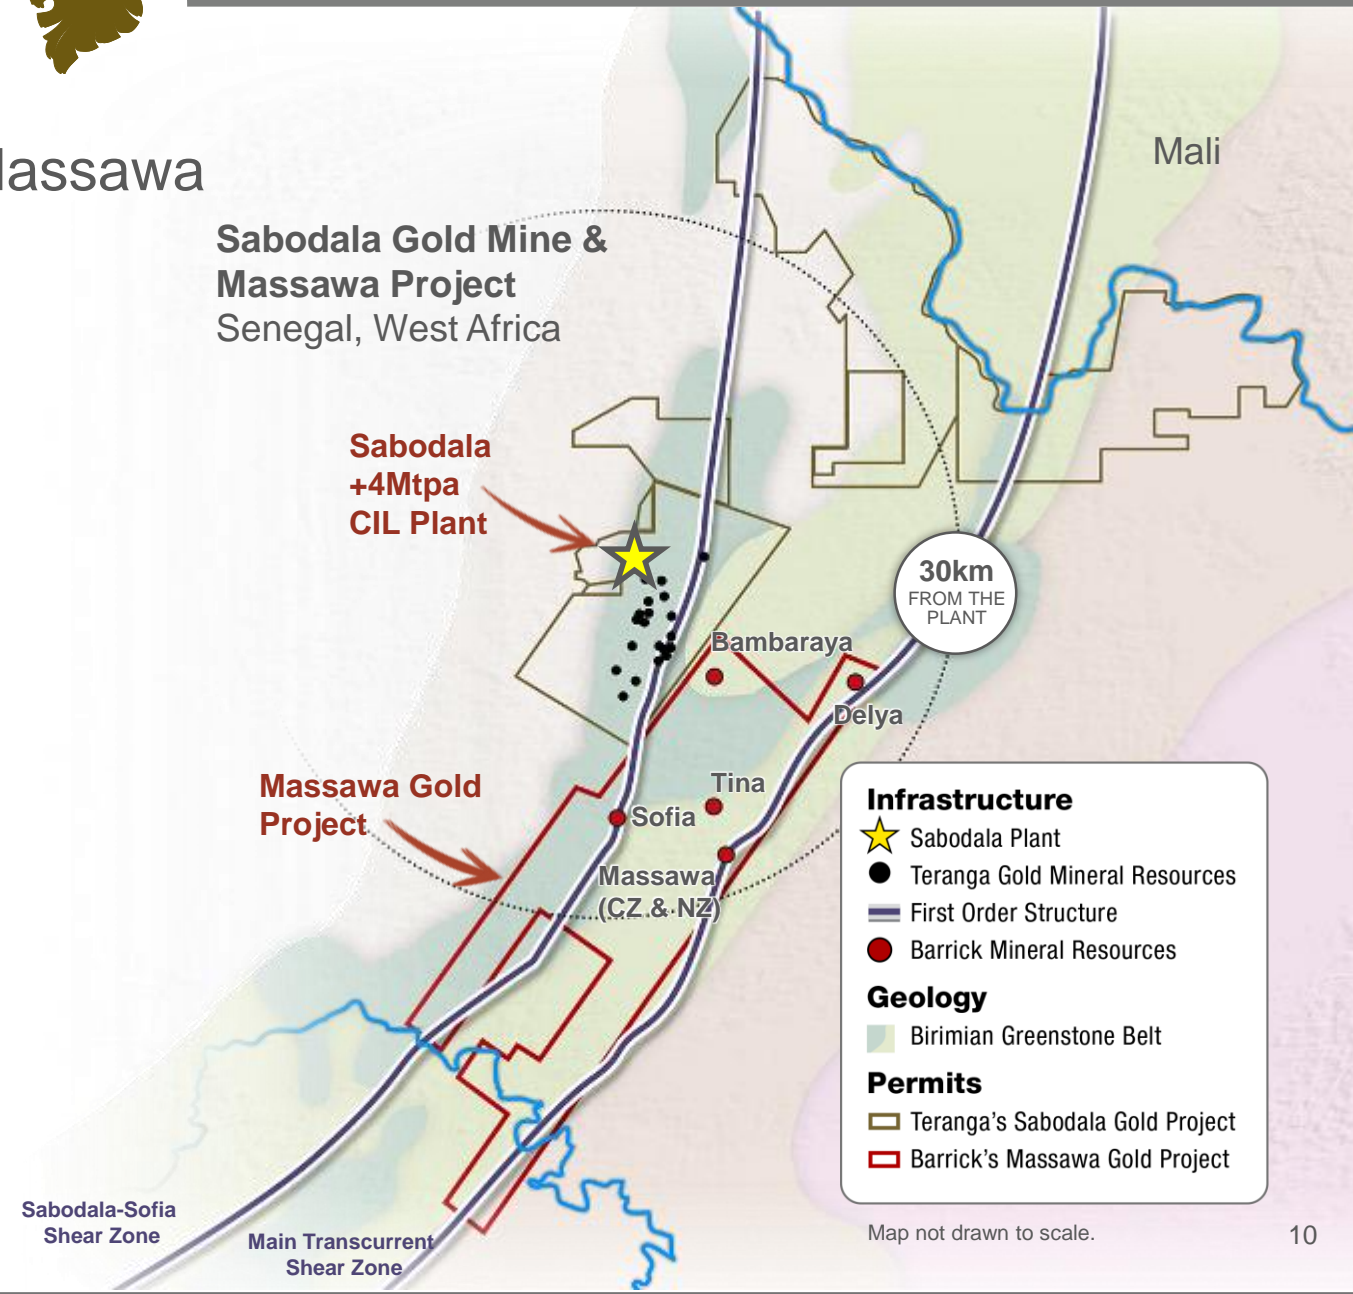 lassawa
Mali
Sabodala Gold Mine &
Massawa Project
Senegal, West Africa
Sabodala
+4Mtpa
CIL Plant
30km
FROM THE
PLANT
Bambaraya
Delya
Massawa Gold
Project
Tina
Sofia
Massawa
(CZ & NZ)
Infrastructure
Sabodala Plant
Teranga Gold Mineral Resources
First Order Structure
Barrick Mineral Resources
Geology
Birimian Greenstone Belt
Permits
Teranga's Sabodala Gold Project
Barrick's Massawa Gold Project
Sabodala-Sofia
Shear Zone
Main Transcurrent
Shear Zone
Map not drawn to scale.
10